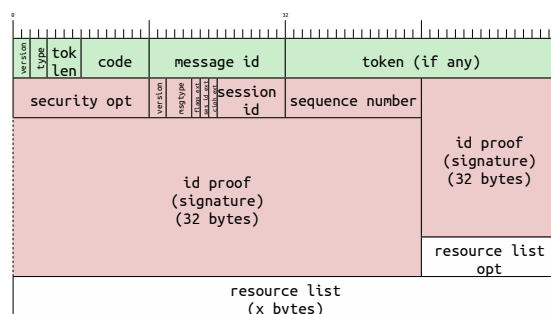 0
32
version
type
tok
len
code
message id
token (if any)
security opt
version
msgtype
session
id
sequence number
id proof
(signature)
(32 bytes)
id proof
(signature)
(32 bytes)
resource list
opt
resource list
(x bytes)